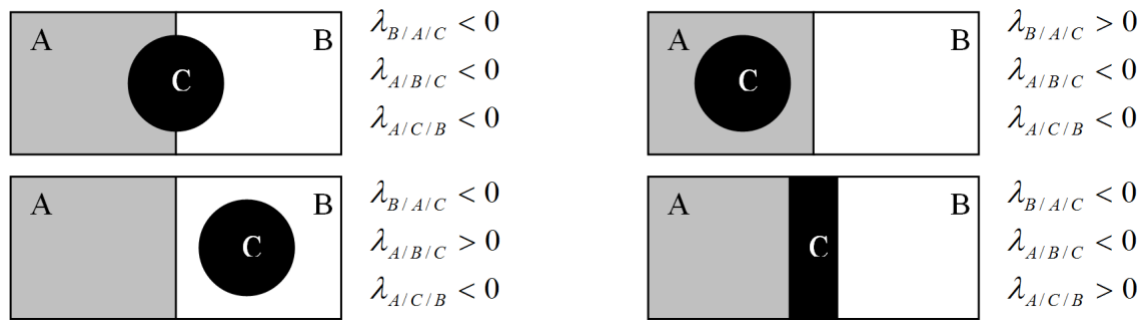 A B C
λ_{B/A/C} < 0
λ_{A/B/C} < 0
λ_{A/C/B} < 0
A B C
λ_{B/A/C} > 0
λ_{A/B/C} < 0
λ_{A/C/B} < 0
A B C
λ_{B/A/C} < 0
λ_{A/B/C} > 0
λ_{A/C/B} < 0
A B C
λ_{B/A/C} < 0
λ_{A/B/C} < 0
λ_{A/C/B} > 0